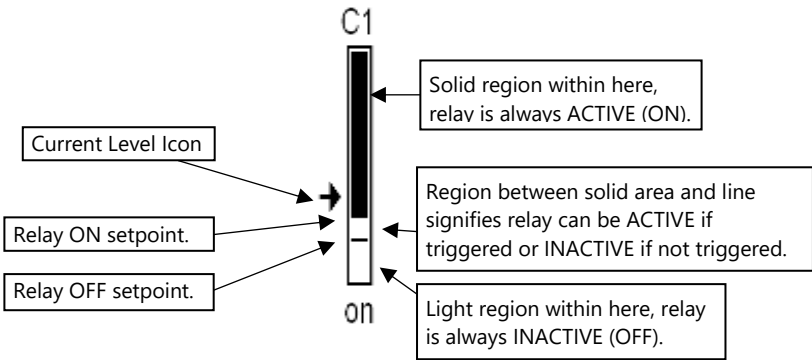 C1
Solid region within here,
relay is always ACTIVE (ON).
Current Level Icon
Region between solid area and line
signifies relay can be ACTIVE if
triggered or INACTIVE if not triggered.
Relay ON setpoint.
Relay OFF setpoint.
Light region within here, relay
is always INACTIVE (OFF).
on